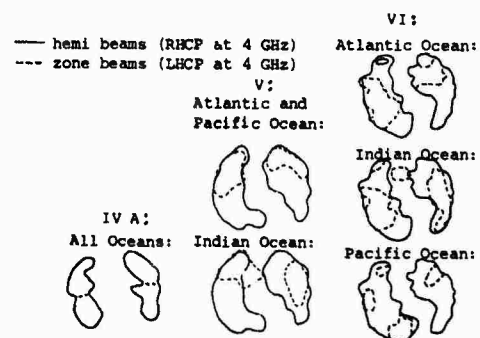 — hemi beams (RHCP at 4 GHz)
--- zone beams (LHCP at 4 GHz)
IV A:
All Oceans:
V:
Atlantic and
Pacific Ocean:
Indian Ocean:
VI:
Atlantic Ocean:
Indian Ocean:
Pacific Ocean: